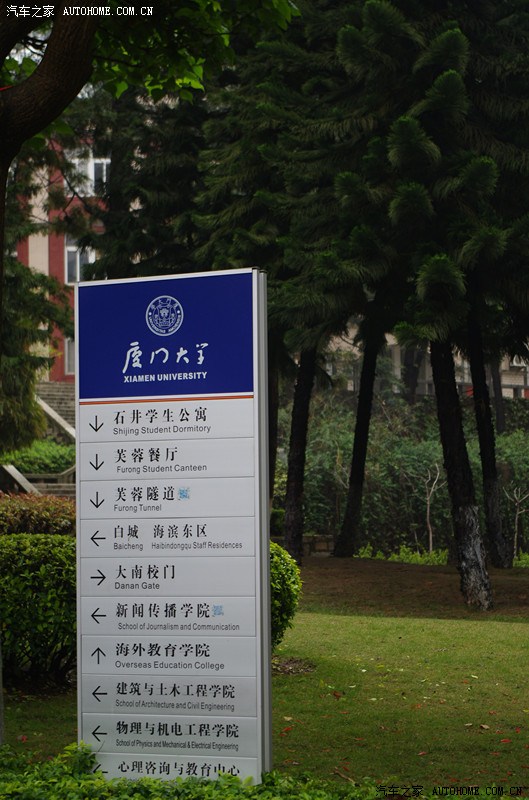 汽车之家 AUTOHOME.COM.CN
厦门大学
XIAMEN UNIVERSITY
石井学生公寓
Shijing Student Dormitory
芙蓉餐厅
Furong Student Canteen
芙蓉隧道
Furong Tunnel
白城 海滨东区
Baicheng Haibindongqu Staff Residences
大南校门
Danan Gate
新闻传播学院
School of Journalism and Communication
海外教育学院
Overseas Education College
建筑与土木工程学院
School of Architecture and Civil Engineering
物理与机电工程学院
School of Physics and Mechanical & Electrical Engineering
心理咨询与教育中心
汽车之家 AUTOHOME.COM.CN